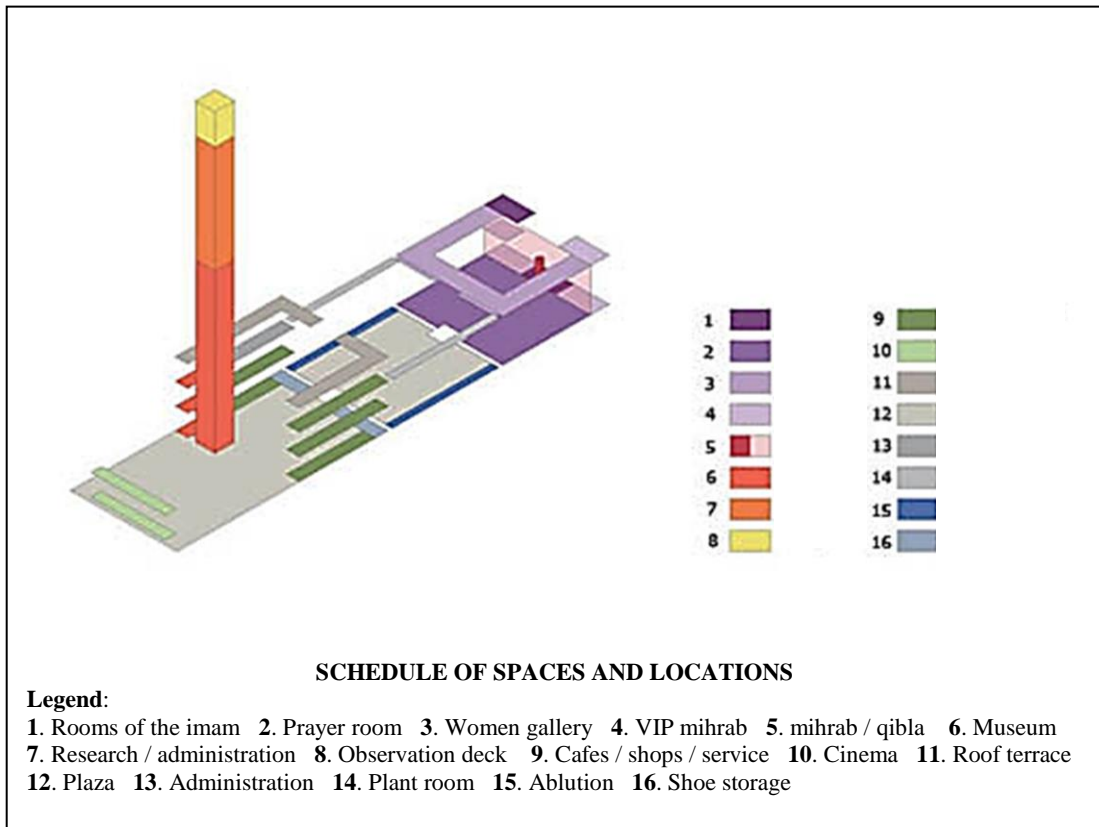 1 9
2 10
3 11
4 12
5 13
6 14
7 15
8 16
SCHEDULE OF SPACES AND LOCATIONS
Legend:
1. Rooms of the imam 2. Prayer room 3. Women gallery 4. VIP mihrab 5. mihrab / qibla 6. Museum
7. Research / administration 8. Observation deck 9. Cafes / shops / service 10. Cinema 11. Roof terrace
12. Plaza 13. Administration 14. Plant room 15. Ablution 16. Shoe storage